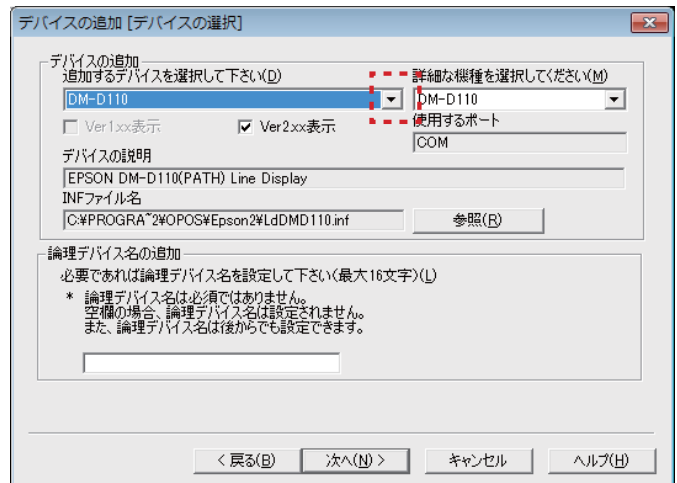 デバイスの追加 [デバイスの選択]
デバイスの追加
追加するデバイスを選択して下さい(D)
詳細な機種を選択してください(M)
DM-D110
DM-D110
Ver1.xx表示
Ver2.xx表示
使用するポート
COM
デバイスの説明
EPSON DM-D110(PATH) Line Display
INFファイル名
C:¥PROGRA~2¥OPOS¥Epson2¥LdDMD110.inf
参照(R)
論理デバイス名の追加
必要であれば論理デバイス名を設定して下さい(最大16文字)(L)
* 論理デバイス名は必須ではありません。
空欄の場合、論理デバイス名は設定されません。
また、論理デバイス名は後からでも設定できます。
< 戻る(B)
次へ(N) >
キャンセル
ヘルプ(H)